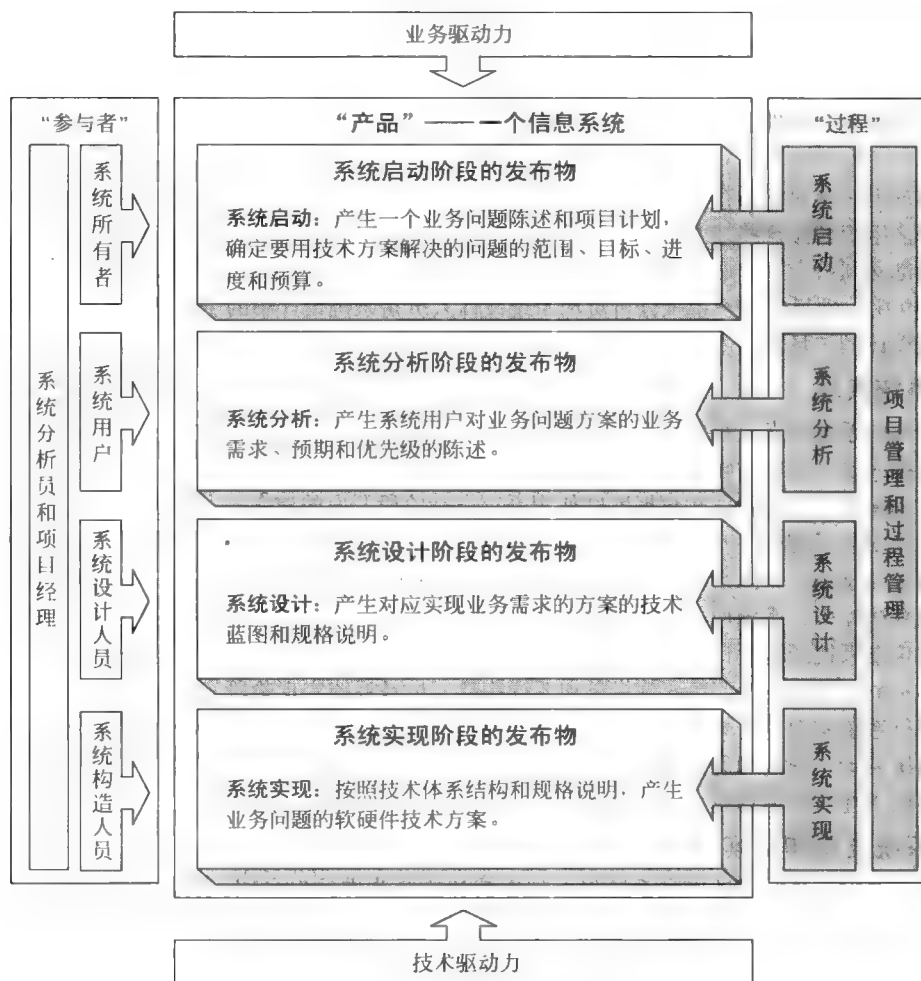 业务驱动力
“参与者”
系统分析员和项目经理
系统所有者
系统用户
系统设计人员
系统构造人员
“产品”———一个信息系统
系统启动阶段的发布物
系统启动:产生一个业务问题陈述和项目计划,
确定要用技术方案解决的问题的范围、目标、进
度和预算。
系统分析阶段的发布物
系统分析:产生系统用户对业务问题方案的业务
需求、预期和优先级的陈述。
系统设计阶段的发布物
系统设计:产生对应实现业务需求的方案的技术
蓝图和规格说明。
系统实现阶段的发布物
系统实现:按照技术体系结构和规格说明,产生
业务问题的软硬件技术方案。
“过程”
系统启动
系统分析
系统设计
系统实现
项目管理和过程管理
技术驱动力